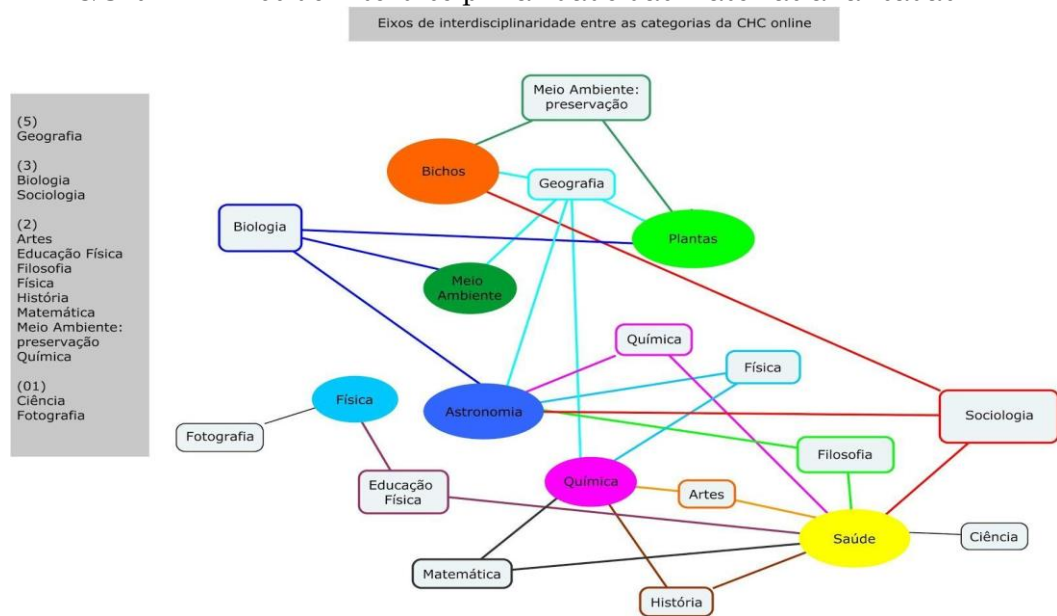 Eixos de interdisciplinaridade entre as categorias da CHC online
(5)
Geografia
(3)
Biologia
Sociologia
(2)
Artes
Educação Física
Filosofia
Física
História
Matemática
Meio Ambiente:
preservação
Química
(01)
Ciência
Fotografia
Meio Ambiente:
preservação
Bichos
Geografia
Biologia
Plantas
Meio
Ambiente
Química
Física
Física
Astronomia
Sociologia
Fotografia
Filosofia
Educação
Física
Química
Artes
Saúde
Ciência
Matemática
História